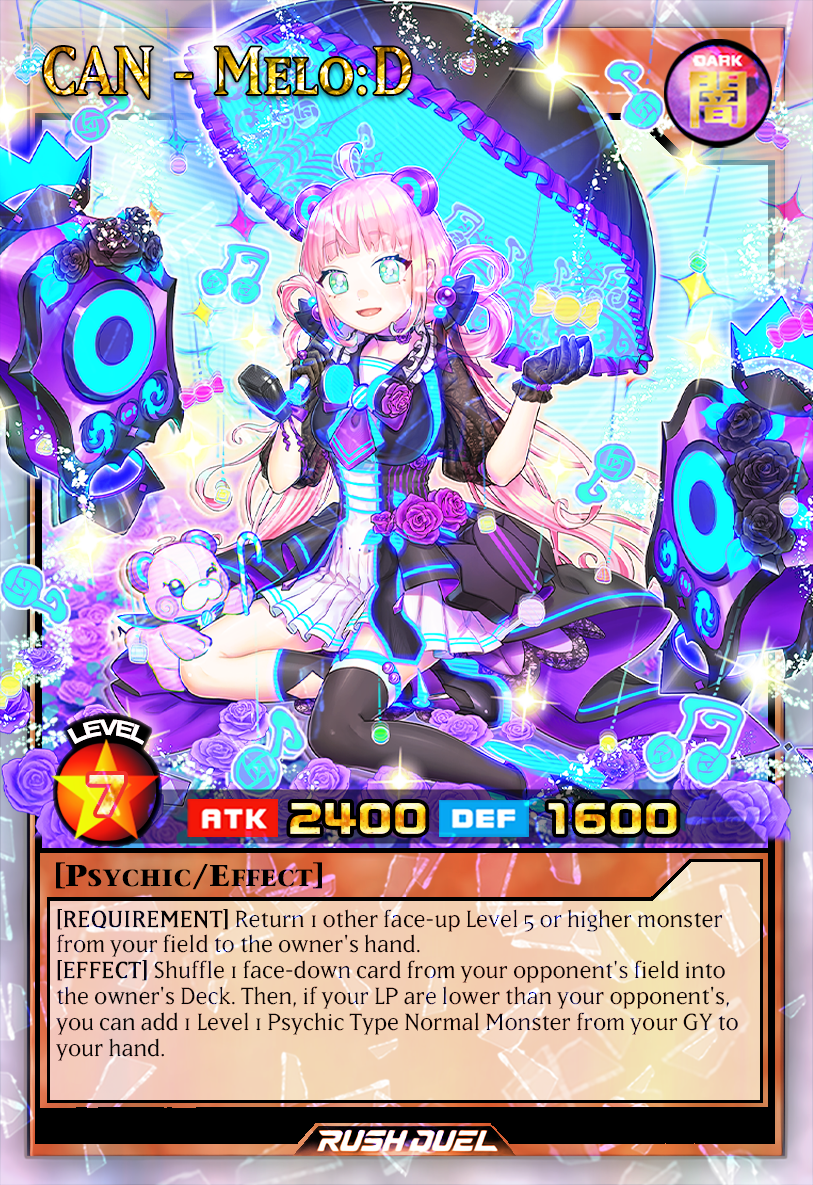 CAN - MELO:D
DARK
闇
LEVEL
7
ATK 2400 DEF 1600
[PSYCHIC/EFFECT]
[REQUIREMENT] Return 1 other face-up Level 5 or higher monster
from your field to the owner's hand.
[EFFECT] Shuffle 1 face-down card from your opponent's field into
the owner's Deck. Then, if your LP are lower than your opponent's,
you can add 1 Level 1 Psychic Type Normal Monster from your GY to
your hand.
RUSH DUEL